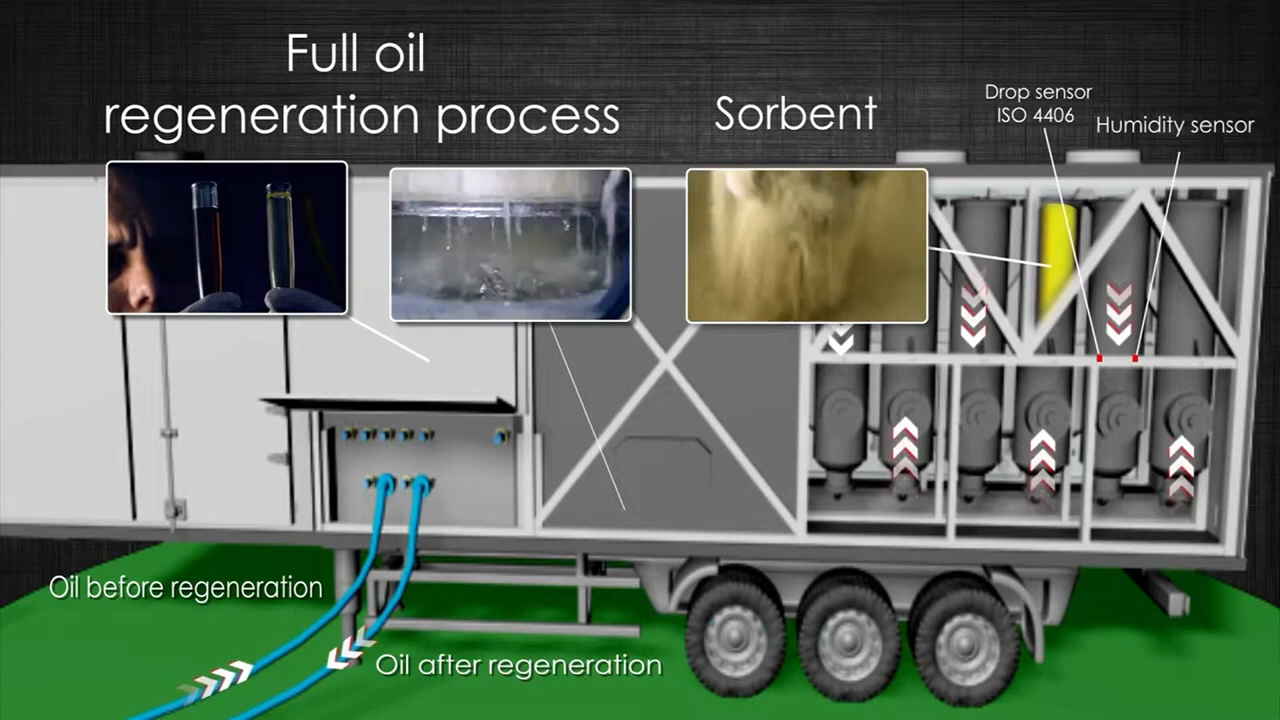 Full oil
regeneration process
Sorbent
Drop sensor
ISO 4406
Humidity sensor
Oil before regeneration
Oil after regeneration